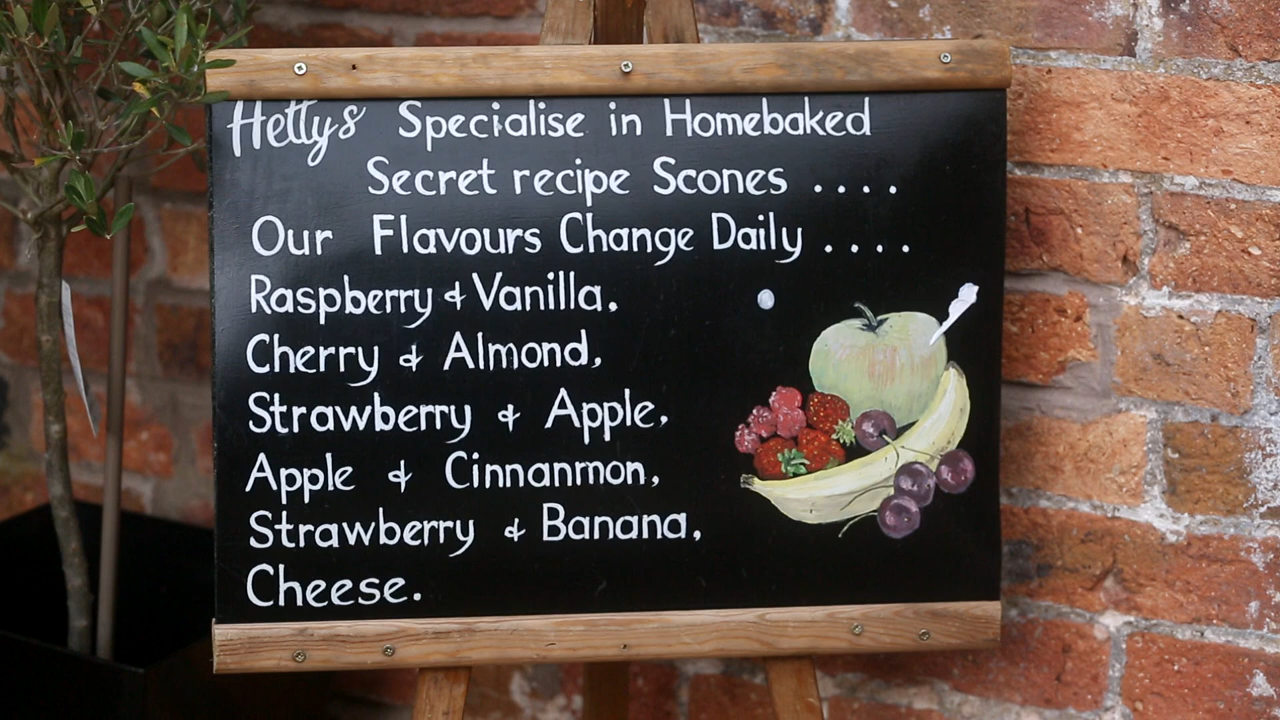 Hettys Specialise in Homebaked
Secret recipe Scones ....
Our Flavours Change Daily ....
Raspberry & Vanilla,
Cherry & Almond,
Strawberry & Apple,
Apple & Cinnanmon,
Strawberry & Banana,
Cheese.